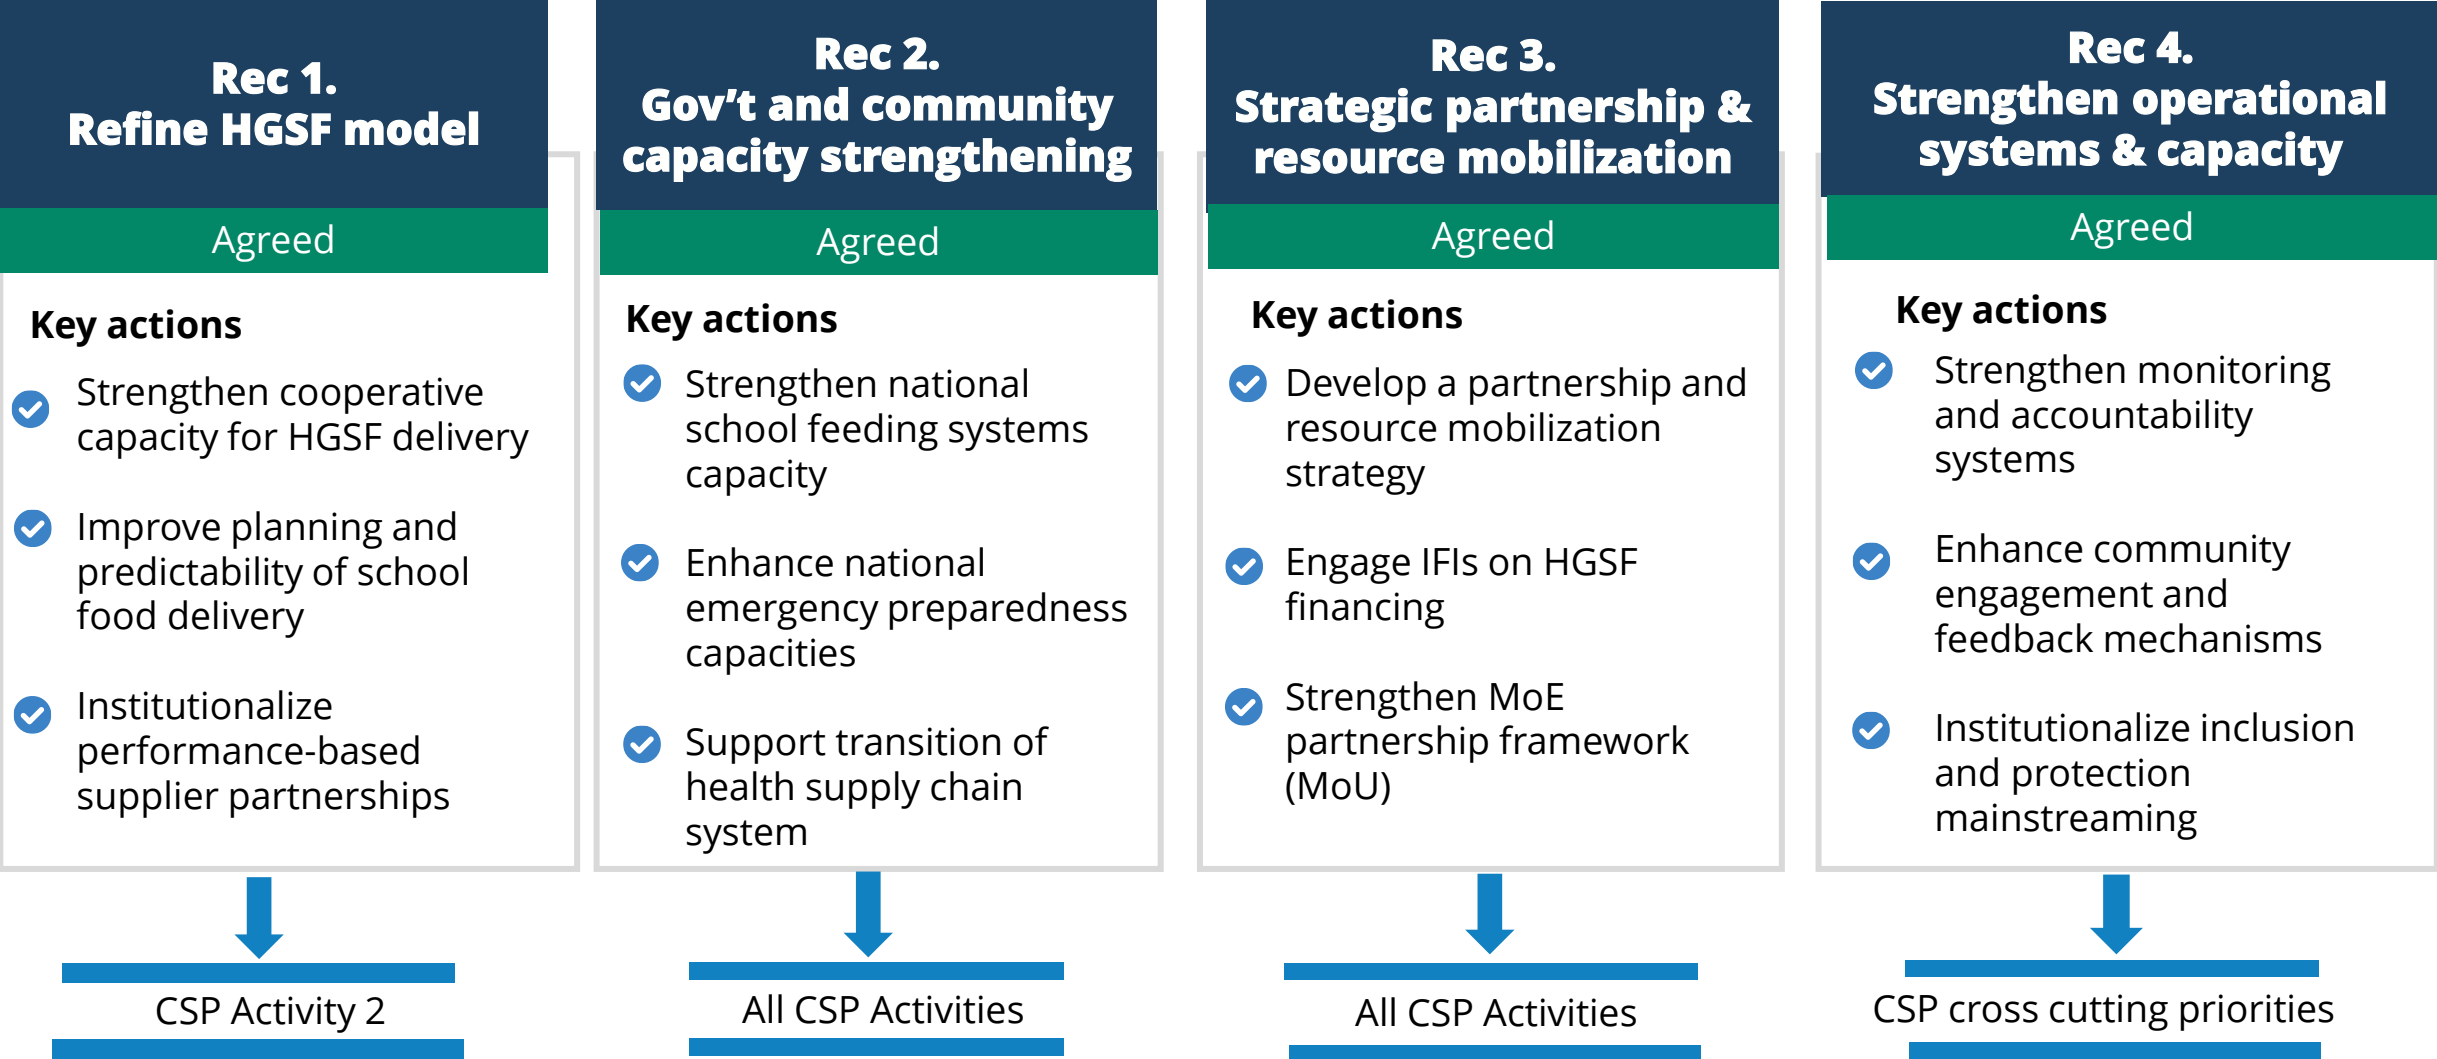 Rec 1.
Refine HGSF model
Agreed
Key actions
Strengthen cooperative
capacity for HGSF delivery
Improve planning and
predictability of school
food delivery
Institutionalize
performance-based
supplier partnerships
CSP Activity 2
Rec 2.
Gov’t and community
capacity strengthening
Agreed
Key actions
Strengthen national
school feeding systems
capacity
Enhance national
emergency preparedness
capacities
Support transition of
health supply chain
system
All CSP Activities
Rec 3.
Strategic partnership &
resource mobilization
Agreed
Key actions
Develop a partnership and
resource mobilization
strategy
Engage IFIs on HGSF
financing
Strengthen MoE
partnership framework
(MoU)
All CSP Activities
Rec 4.
Strengthen operational
systems & capacity
Agreed
Key actions
Strengthen monitoring
and accountability
systems
Enhance community
engagement and
feedback mechanisms
Institutionalize inclusion
and protection
mainstreaming
CSP cross cutting priorities